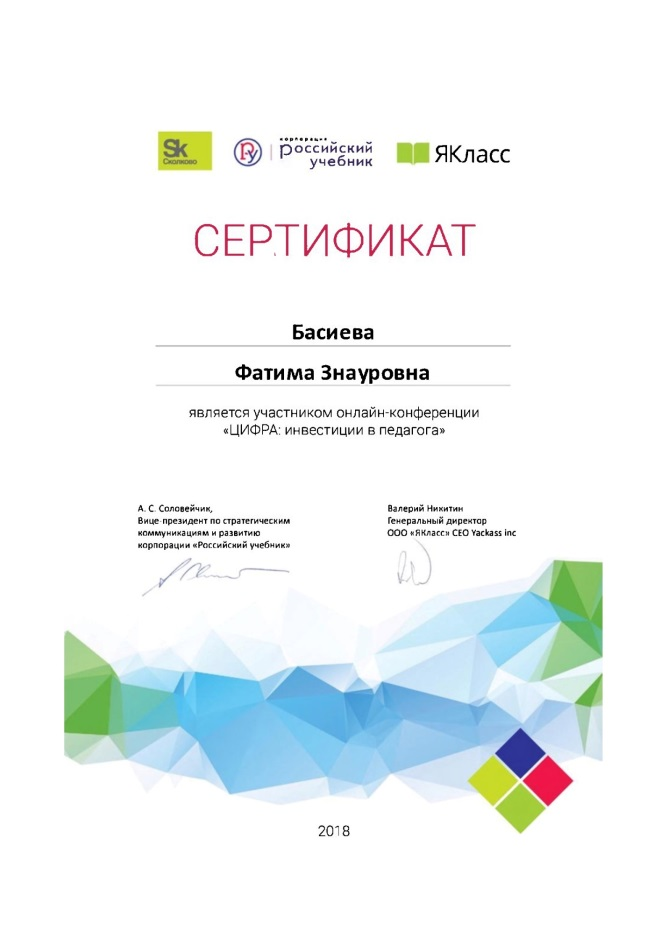 Sk
Сколково
РУ
корпорация
российский
учебник
ЯКласс
СЕРТИФИКАТ
Басиева
Фатима Знауровна
является участником онлайн-конференции
«ЦИФРА: инвестиции в педагога»
А. С. Соловейчик,
Вице-президент по стратегическим
коммуникациям и развитию
корпорации «Российский учебник»
Валерий Никитин
Генеральный директор
ООО «ЯКласс» CEO Yackass inc
2018